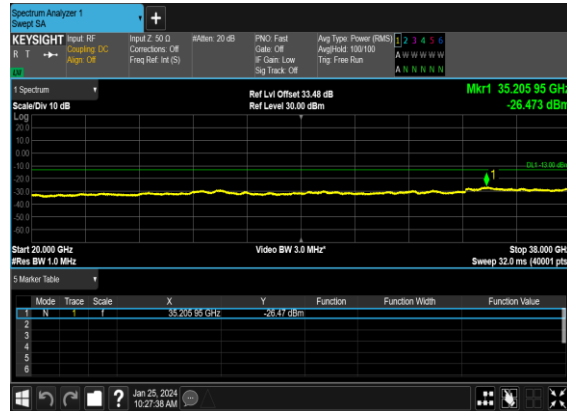 Spectrum Analyzer 1
Swept SA
+
KEYSIGHT Input: RF Input Z: 50 Ω #Atten: 20 dB PNO: Fast Avg Type: Power (RMS) 1 2 3 4 5 6
R T Coupling: DC Corrections: Off Gate: Off Avg|Hold: 100/100 A W W W W W
Align: Off Freq Ref: Int (S) IF Gain: Low Trig: Free Run
LW Sig Track: Off A N N N N N
1 Spectrum Ref Lvl Offset 33.48 dB Mkr1 35.205 95 GHz
Scale/Div 10 dB Ref Level 30.00 dBm -26.473 dBm
Log
20.0
10.0
0.00
-10.0 DL1 -13.00 dBm
1
-20.0
-30.0
-40.0
-50.0
-60.0
Start 20.000 GHz Video BW 3.0 MHz* Stop 38.000 GHz
#Res BW 1.0 MHz Sweep 32.0 ms (40001 pts)
5 Marker Table
Mode Trace Scale X Y Function Function Width Function Value
1 N 1 f 35.205 95 GHz -26.47 dBm
2
3
4
5
6
? Jan 25, 2024
10:27:38 AM